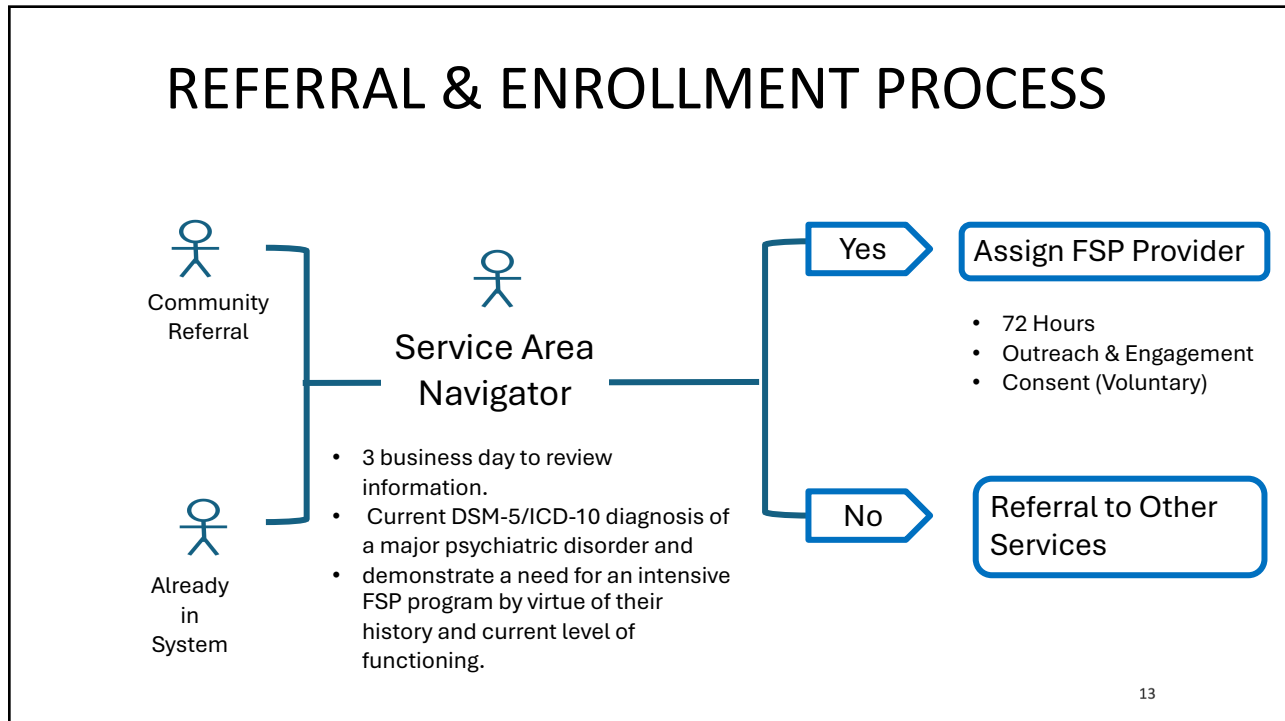 REFERRAL & ENROLLMENT PROCESS
Community
Referral
Already
in
System
Service Area
Navigator
• 3 business day to review
information.
• Current DSM-5/ICD-10 diagnosis of
a major psychiatric disorder and
• demonstrate a need for an intensive
FSP program by virtue of their
history and current level of
functioning.
Yes
Assign FSP Provider
• 72 Hours
• Outreach & Engagement
• Consent (Voluntary)
No
Referral to Other
Services
13